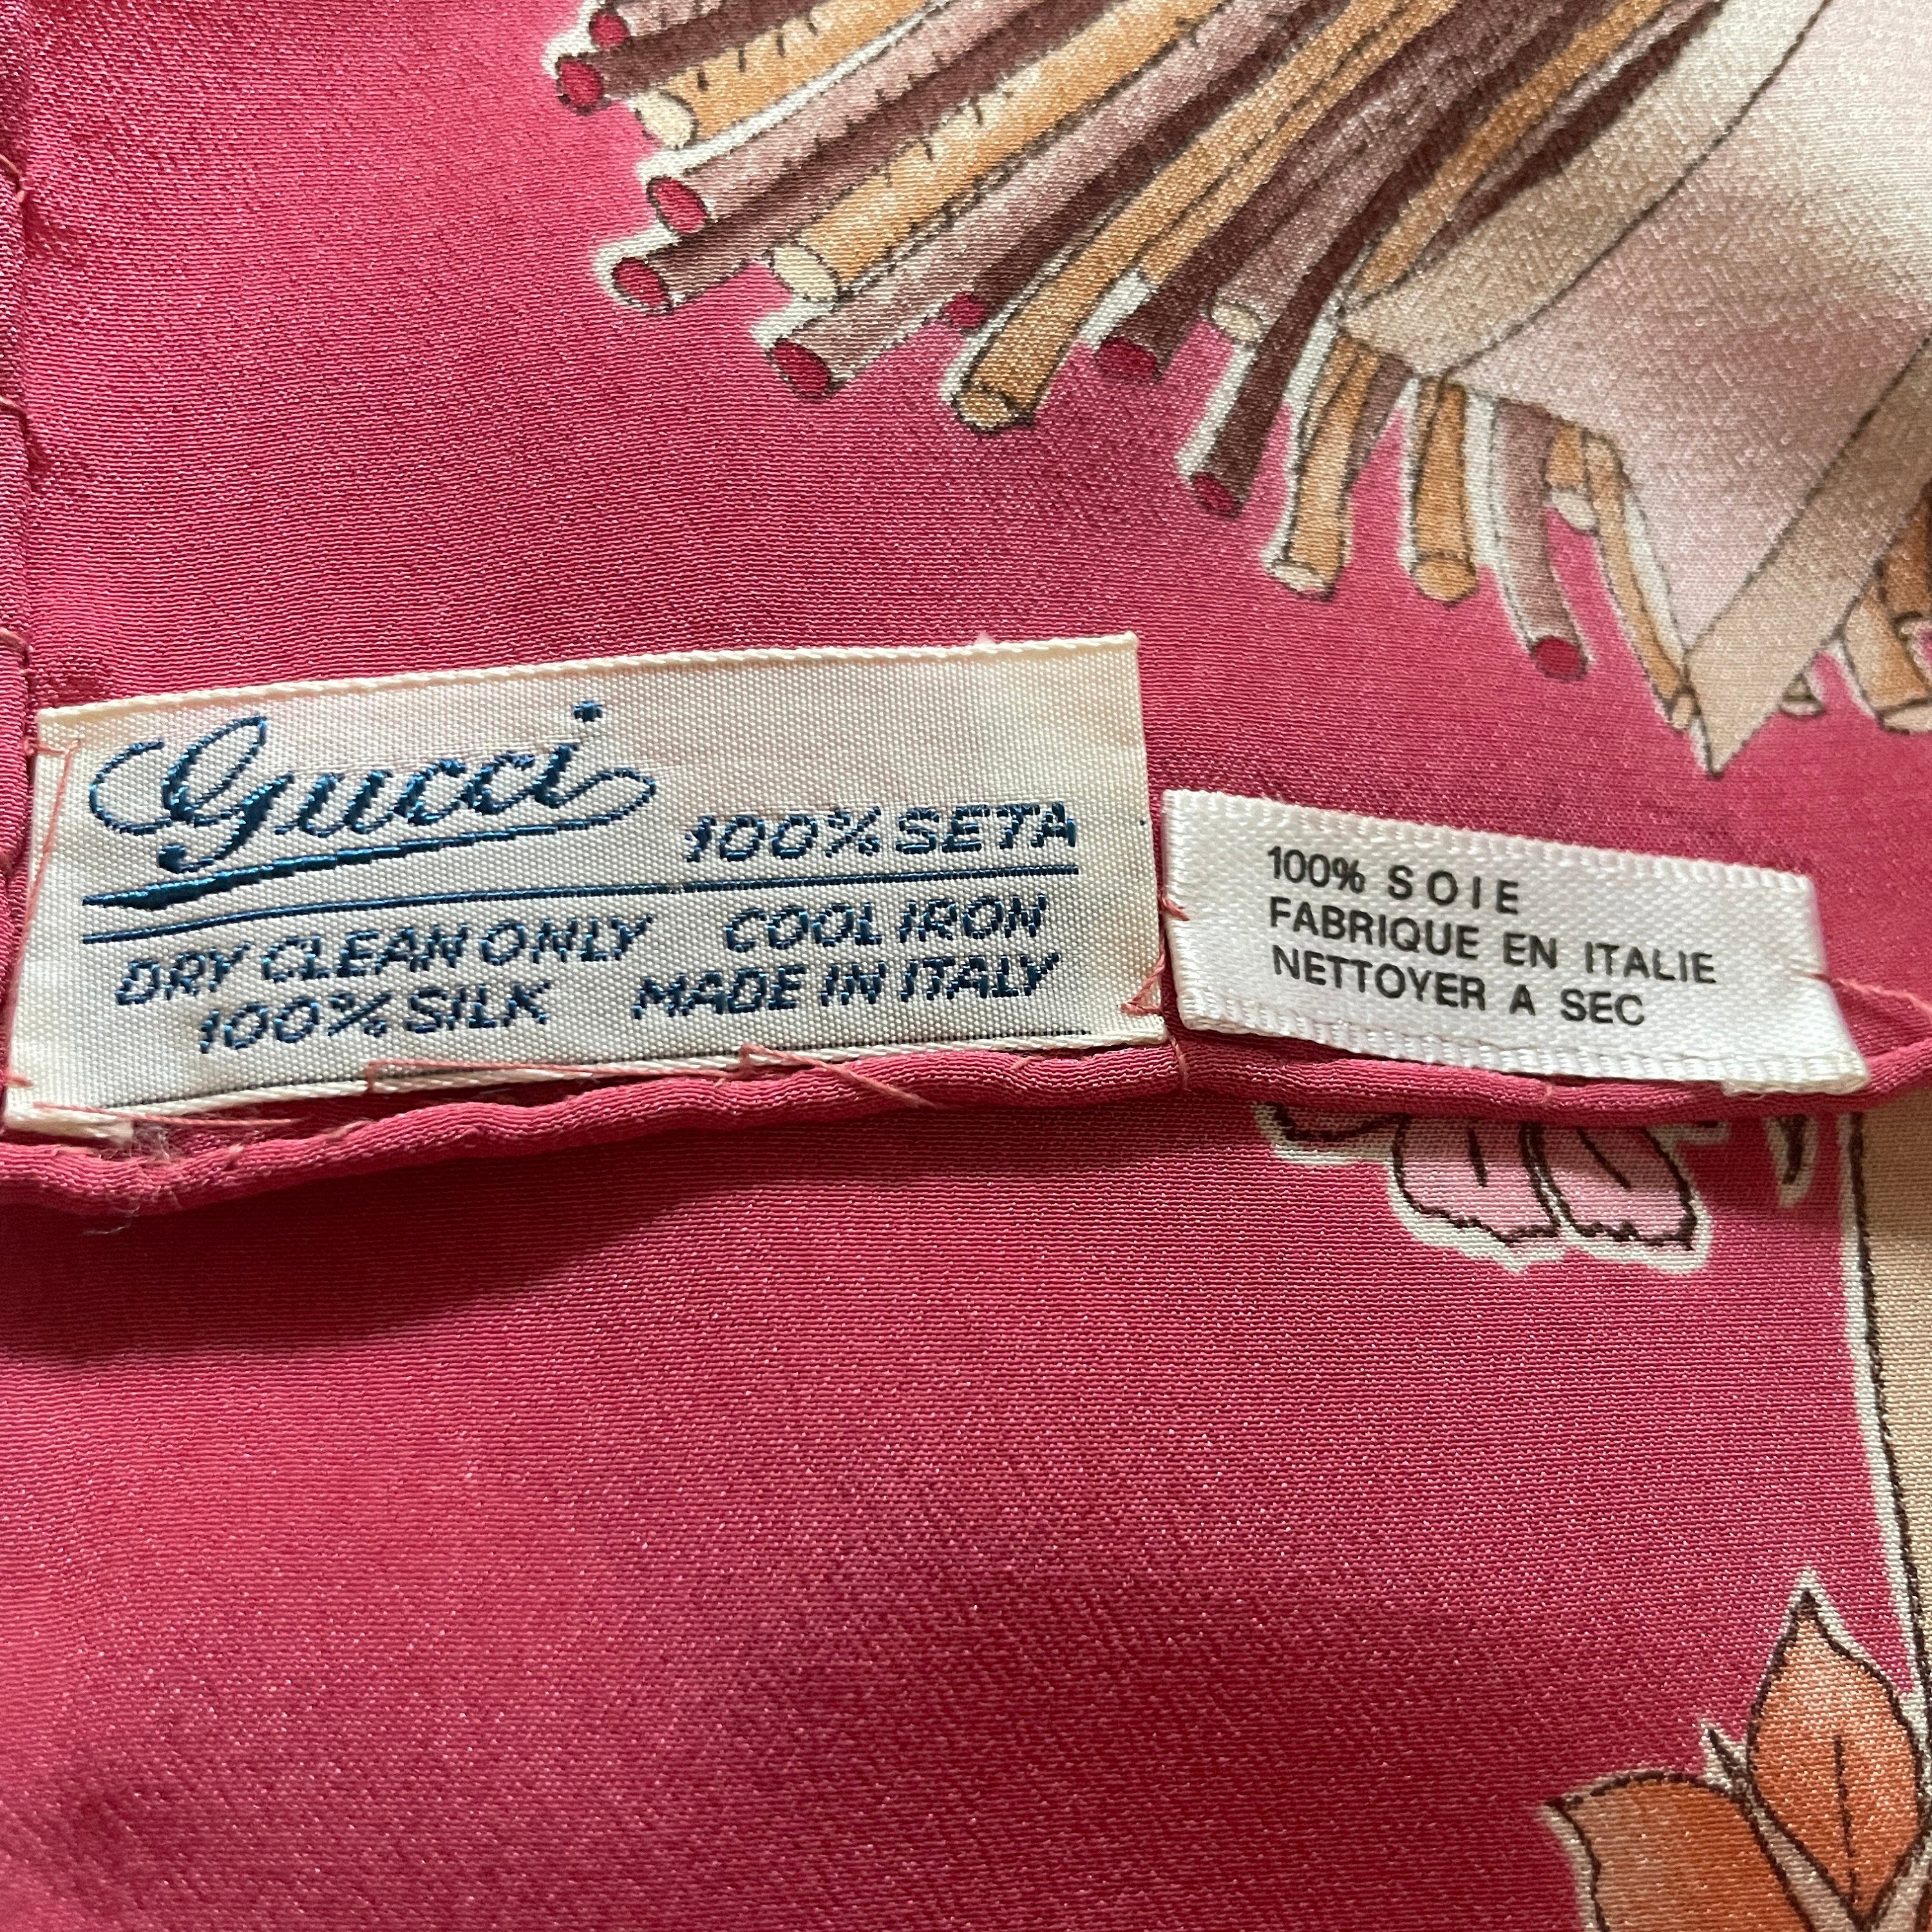 Gucci
100% SETA
DRY CLEAN ONLY COOL IRON
100% SILK MADE IN ITALY
100% SOIE
FABRIQUE EN ITALIE
NETTOYER A SEC